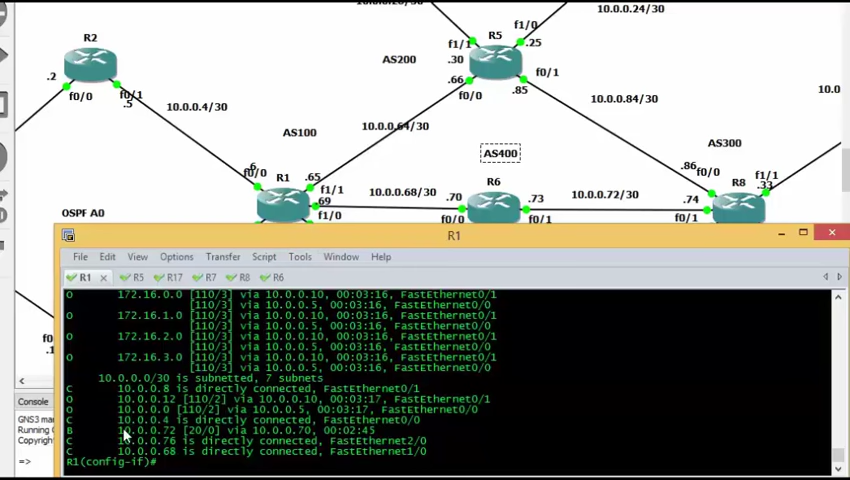 10.0.0.24/30
R2
R5
f1/0
AS200
f1/1
.25
.30
.2
.66
f0/1
f0/0
f0/1
.5
10.0.0.4/30
f0/0
.85
10.0.0.84/30
10.0.0.64/30
AS100
AS400
AS300
.6
f0/0
R1
.65
f1/1
.69
f1/0
10.0.0.68/30
R6
.70
.73
f0/0
f0/1
10.0.0.72/30
.86
f0/0
R8
f1/1
.33
.74
f0/1
OSPF A0
R1
File Edit View Options Transfer Script Tools Window Help
R1 R5 R17 R7 R8 R6
O 172.16.0.0 [110/3] via 10.0.0.10, 00:03:16, FastEthernet0/1
[110/3] via 10.0.0.5, 00:03:16, FastEthernet0/0
O 172.16.1.0 [110/3] via 10.0.0.10, 00:03:16, FastEthernet0/1
[110/3] via 10.0.0.5, 00:03:16, FastEthernet0/0
O 172.16.2.0 [110/3] via 10.0.0.10, 00:03:16, FastEthernet0/1
[110/3] via 10.0.0.5, 00:03:16, FastEthernet0/0
O 172.16.3.0 [110/3] via 10.0.0.10, 00:03:16, FastEthernet0/1
[110/3] via 10.0.0.5, 00:03:16, FastEthernet0/0
10.0.0.0/30 is subnetted, 7 subnets
C 10.0.0.8 is directly connected, FastEthernet0/1
O 10.0.0.12 [110/2] via 10.0.0.10, 00:03:17, FastEthernet0/1
O 10.0.0.0 [110/2] via 10.0.0.5, 00:03:17, FastEthernet0/0
C 10.0.0.4 is directly connected, FastEthernet0/0
B 10.0.0.72 [20/0] via 10.0.0.70, 00:02:45
C 10.0.0.76 is directly connected, FastEthernet2/0
C 10.0.0.68 is directly connected, FastEthernet1/0
R1(config-if)#
Console
GNS3
Running
Copyright
=>